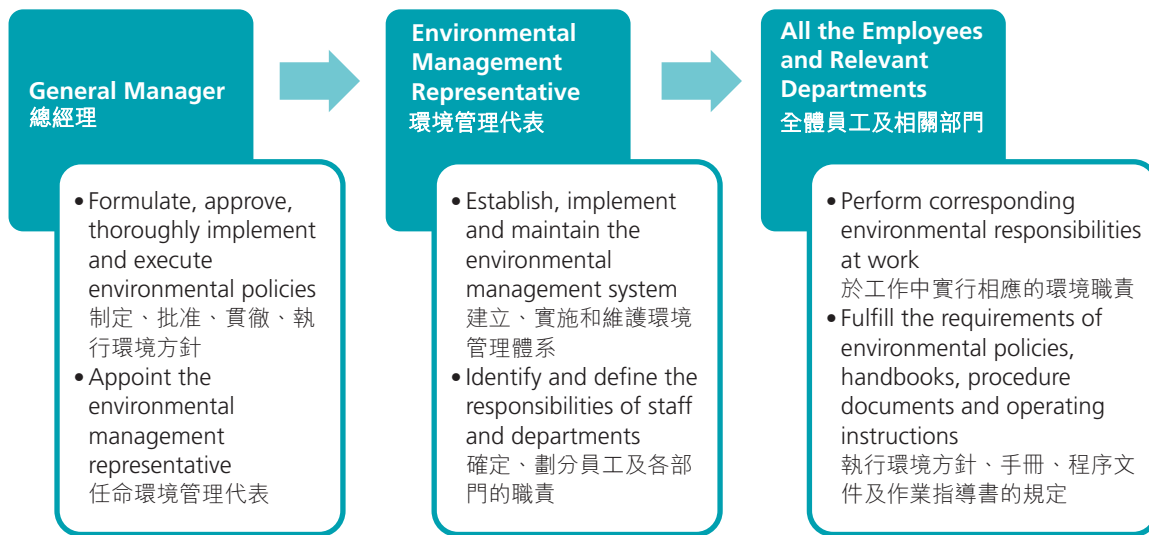 General Manager
總經理
• Formulate, approve,
thoroughly implement
and execute
environmental policies
制定、批准、貫徹、執
行環境方針
• Appoint the
environmental
management
representative
任命環境管理代表
Environmental
Management
Representative
環境管理代表
• Establish, implement
and maintain the
environmental
management system
建立、實施和維護環境
管理體系
• Identify and define the
responsibilities of staff
and departments
確定、劃分員工及各部
門的職責
All the Employees
and Relevant
Departments
全體員工及相關部門
• Perform corresponding
environmental responsibilities
at work
於工作中實行相應的環境職責
• Fulfill the requirements of
environmental policies,
handbooks, procedure
documents and operating
instructions
執行環境方針、手冊、程序文
件及作業指導書的規定